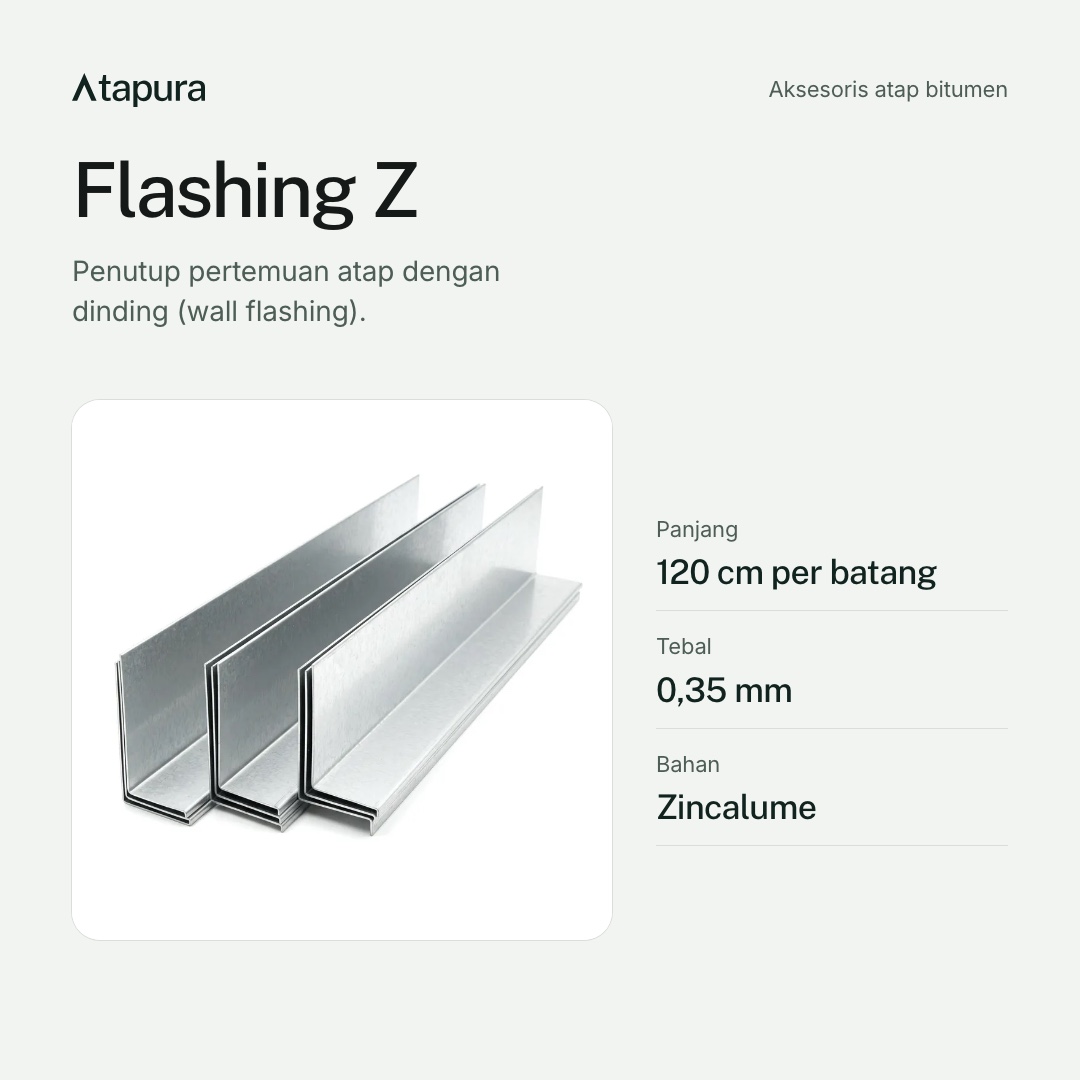 Atapura
Aksesoris atap bitumen
Flashing Z
Penutup pertemuan atap dengan
dinding (wall flashing).
Panjang
120 cm per batang
Tebal
0,35 mm
Bahan
Zincalume